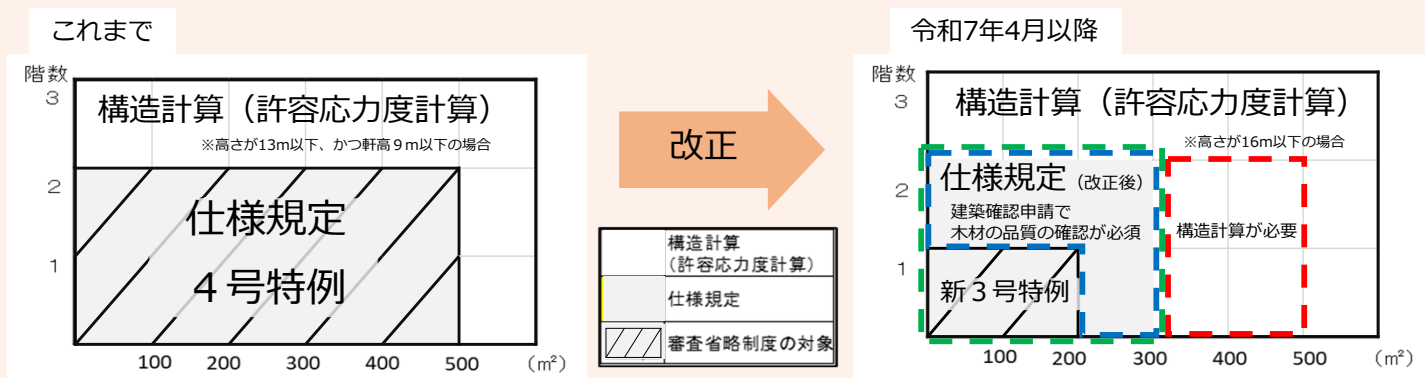 これまで
階数
3
構造計算（許容応力度計算）
※高さが13m以下、かつ軒高９m以下の場合
2
仕様規定
1
４号特例
100 200 300 400 500 (m²)
改正
構造計算
(許容応力度計算)
仕様規定
審査省略制度の対象
令和7年4月以降
階数
3
構造計算（許容応力度計算）
※高さが16m以下の場合
2
仕様規定（改正後）
建築確認申請で
木材の品質の確認が必須
構造計算が必要
1
新３号特例
100 200 300 400 500 (m²)